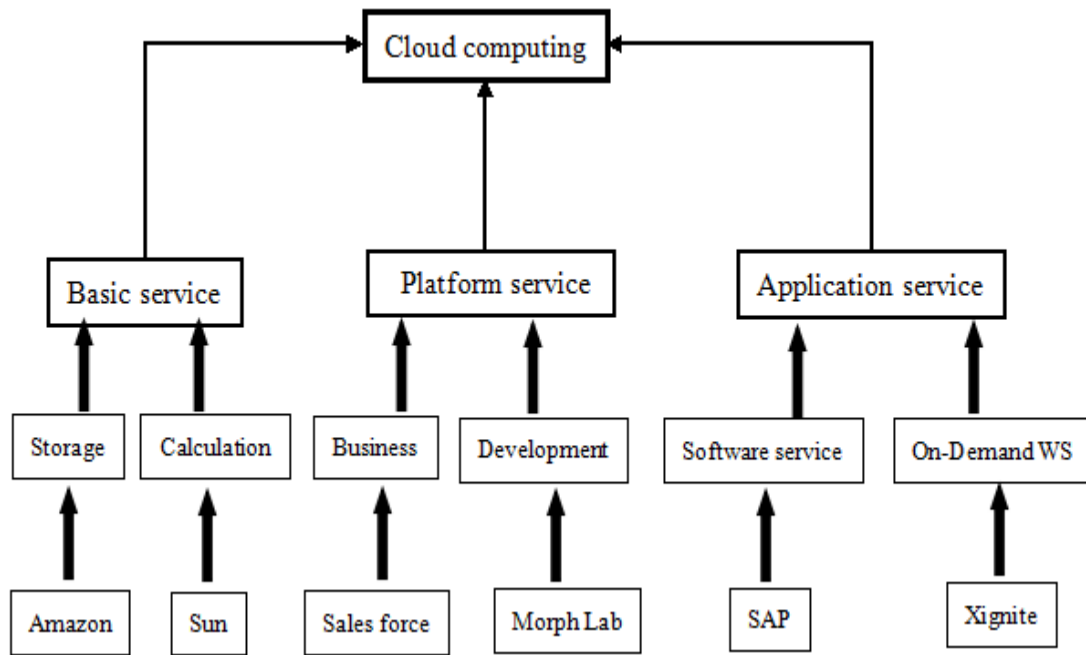 Cloud computing
Basic service
Platform service
Application service
Storage
Calculation
Business
Development
Software service
On-Demand WS
Amazon
Sun
Sales force
Morph Lab
SAP
Xignite